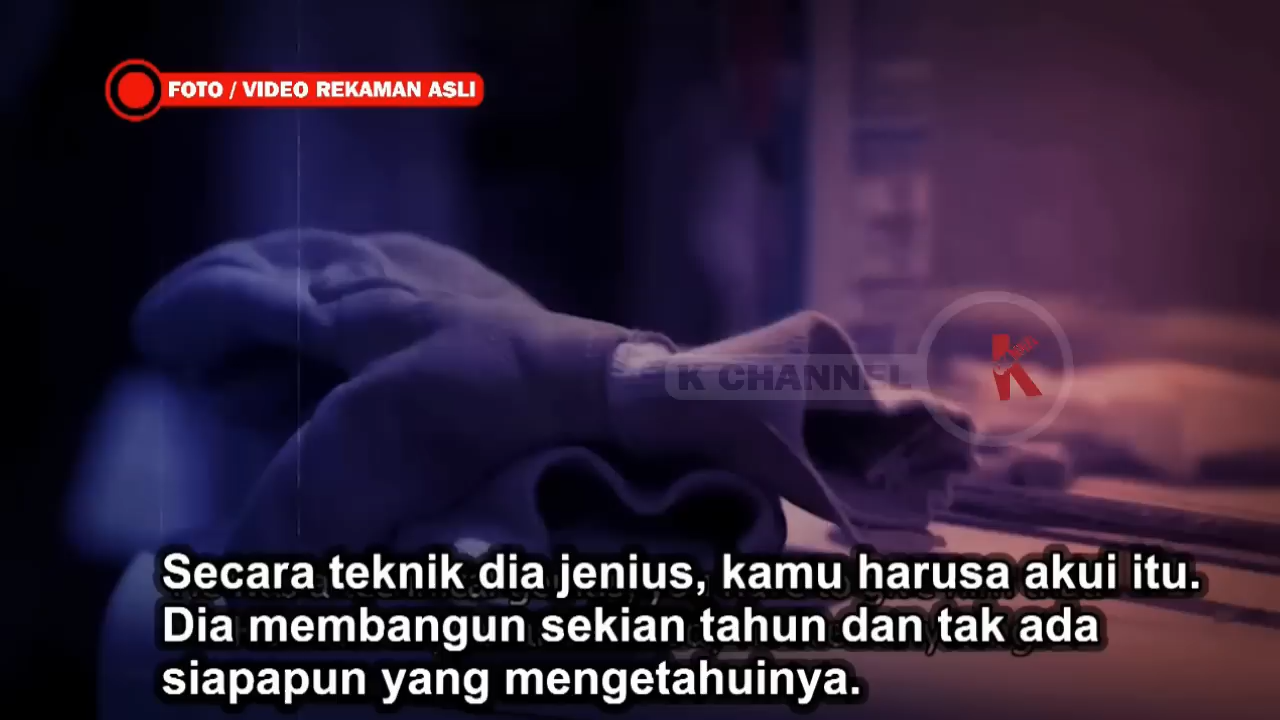 FOTO / VIDEO REKAMAN ASLI
K CHANNEL
K
Secara teknik dia jenius, kamu harusa akui itu.
Dia membangun sekian tahun dan tak ada
siapapun yang mengetahuinya.